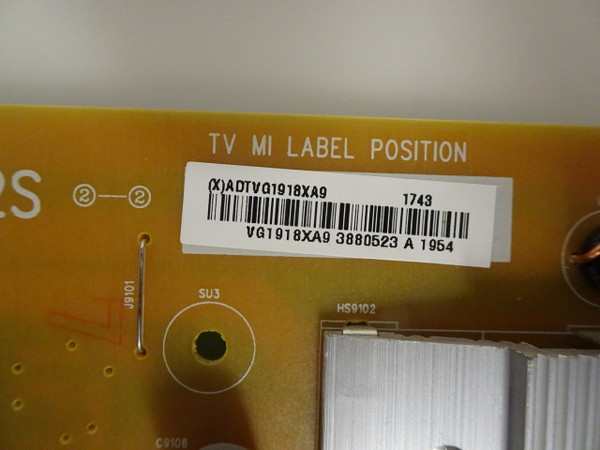 TV MI LABEL POSITION
2S
②—②
(X)ADTVG1918XA9 1743
VG1918XA9 3880523 A 1954
J9101
SU3
HS9102
C9106